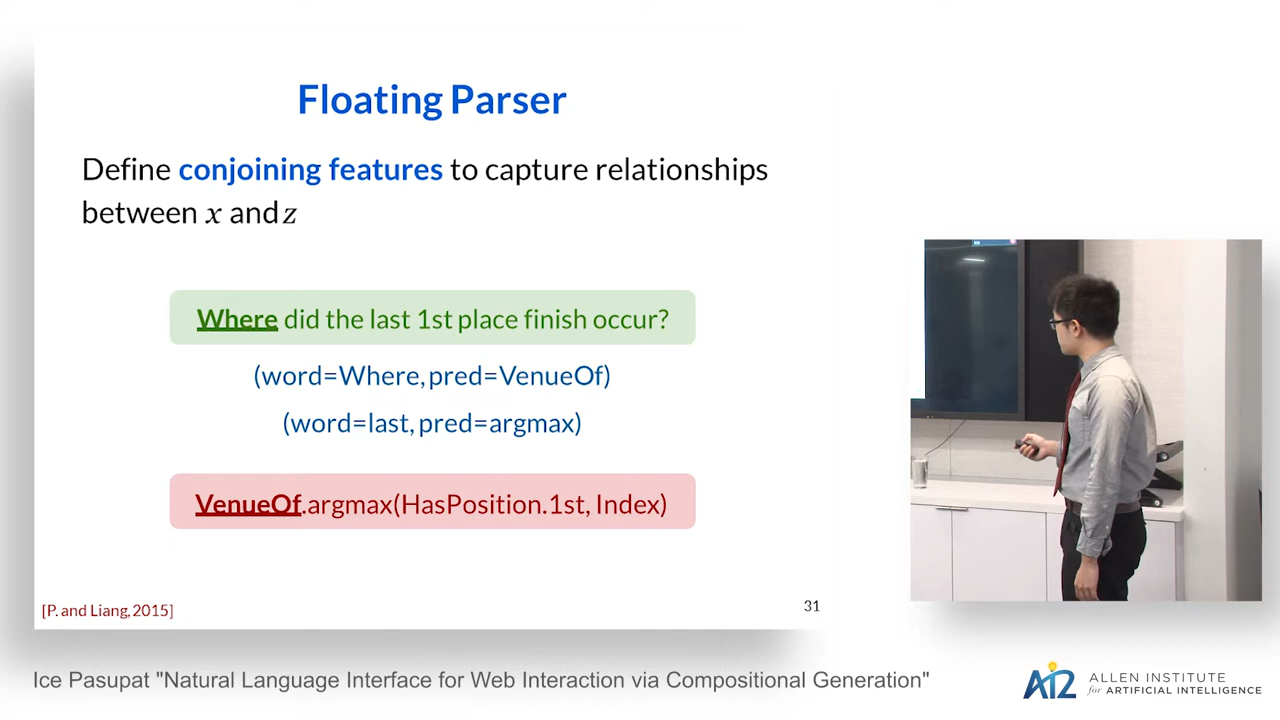 Floating Parser
Define conjoining features to capture relationships
between x and z
Where did the last 1st place finish occur?
(word=Where, pred=VenueOf)
(word=last, pred=argmax)
VenueOf.argmax(HasPosition.1st, Index)
[P. and Liang, 2015]
31
Ice Pasupat "Natural Language Interface for Web Interaction via Compositional Generation"
AI2
ALLEN INSTITUTE
for ARTIFICIAL INTELLIGENCE